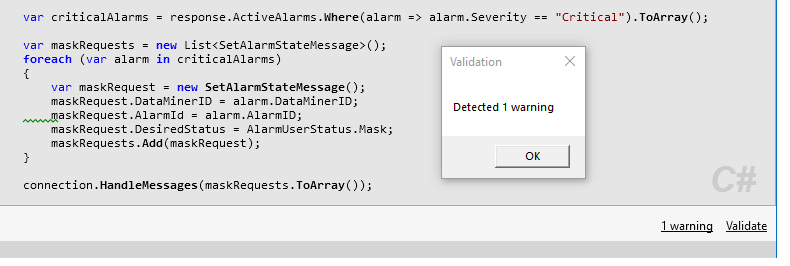 var criticalAlarms = response.ActiveAlarms.Where(alarm => alarm.Severity == "Critical").ToArray();
var maskRequests = new List<SetAlarmStateMessage>();
foreach (var alarm in criticalAlarms)
{
var maskRequest = new SetAlarmStateMessage();
maskRequest.DataMinerID = alarm.DataMinerID;
maskRequest.AlarmId = alarm.AlarmID;
maskRequest.DesiredStatus = AlarmUserStatus.Mask;
maskRequests.Add(maskRequest);
}
connection.HandleMessages(maskRequests.ToArray());
Validation
Detected 1 warning
OK
C#
1 warning Validate